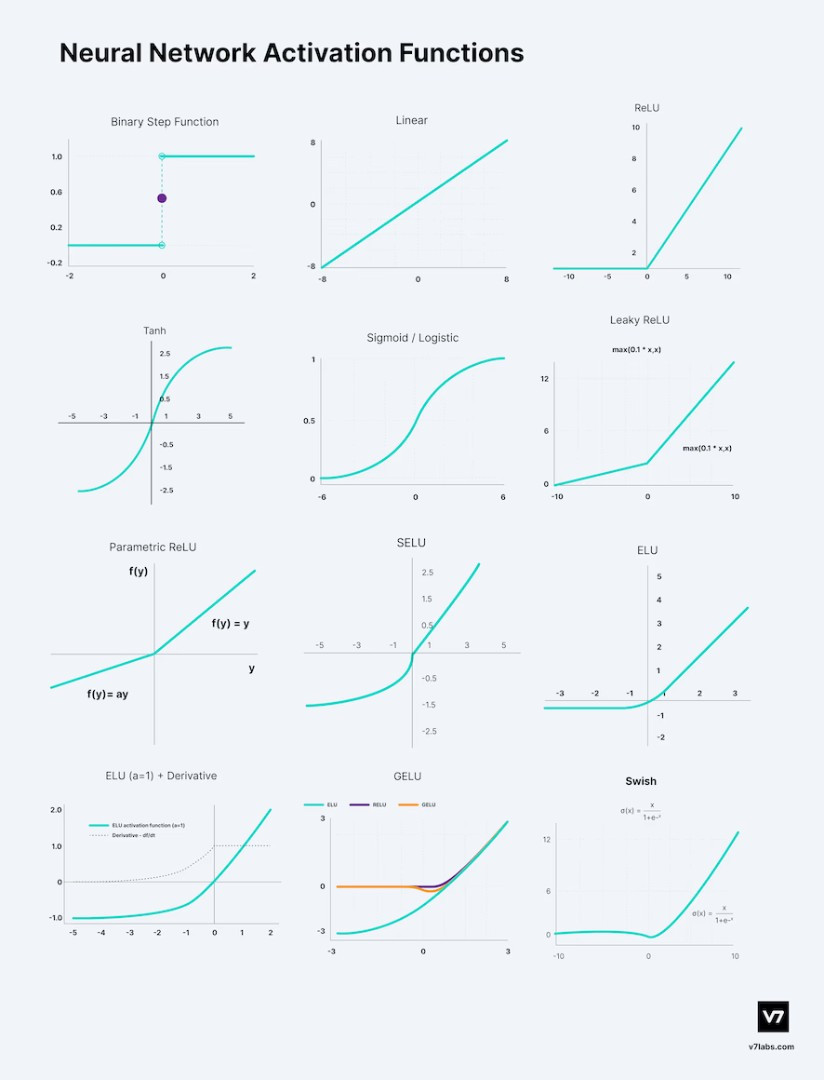 Neural Network Activation Functions
Binary Step Function
1.0
0.6
0.2
-0.2
-2 0 2
Linear
8
0
-8
-8 0 8
ReLU
10
8
6
4
2
-10 -5 0 5 10
Tanh
2.5
1.5
0.5
-5 -3 -1 1 3 5
-0.5
-1.5
-2.5
Sigmoid / Logistic
1
0.5
0
-6 0 6
Leaky ReLU
max(0.1 * x,x)
12
6
max(0.1 * x,x)
0
-10 0 10
Parametric ReLU
f(y)
f(y) = y
y
f(y)= ay
SELU
2.5
1.5
0.5
-5 -3 -1 1 3 5
-0.5
-1.5
-2.5
ELU
5
4
3
2
1
-3 -2 -1 1 2 3
-1
-2
ELU (a=1) + Derivative
2.0
ELU activation function (a=1)
Derivative - df/dt
1.0
0
-1.0
-5 -4 -3 -2 -1 0 1 2
GELU
ELU RELU GELU
3
0
-3
-3 0 3
Swish
σ(x) = x
1+e⁻ˣ
12
6
σ(x) = x
1+e⁻ˣ
0
-10 0 10
V7
v7labs.com